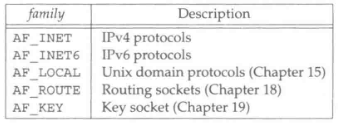 family Description
AF_INET IPv4 protocols
AF_INET6 IPv6 protocols
AF_LOCAL Unix domain protocols (Chapter 15)
AF_ROUTE Routing sockets (Chapter 18)
AF_KEY Key socket (Chapter 19)